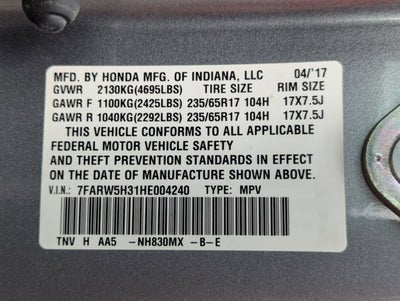 MFD. BY HONDA MFG. OF INDIANA, LLC 04/'17
GVWR 2130KG(4695LBS) TIRE SIZE RIM SIZE
GAWR F 1100KG(2425LBS) 235/65R17 104H 17X7.5J
GAWR R 1040KG(2292LBS) 235/65R17 104H 17X7.5J
THIS VEHICLE CONFORMS TO ALL APPLICABLE
FEDERAL MOTOR VEHICLE SAFETY
AND THEFT PREVENTION STANDARDS IN EFFECT
ON THE DATE OF MANUFACTURE SHOWN ABOVE.
V.I.N.: 7FARW5H31HE004240 TYPE: MPV
TNV H AA5 -NH830MX -B-E